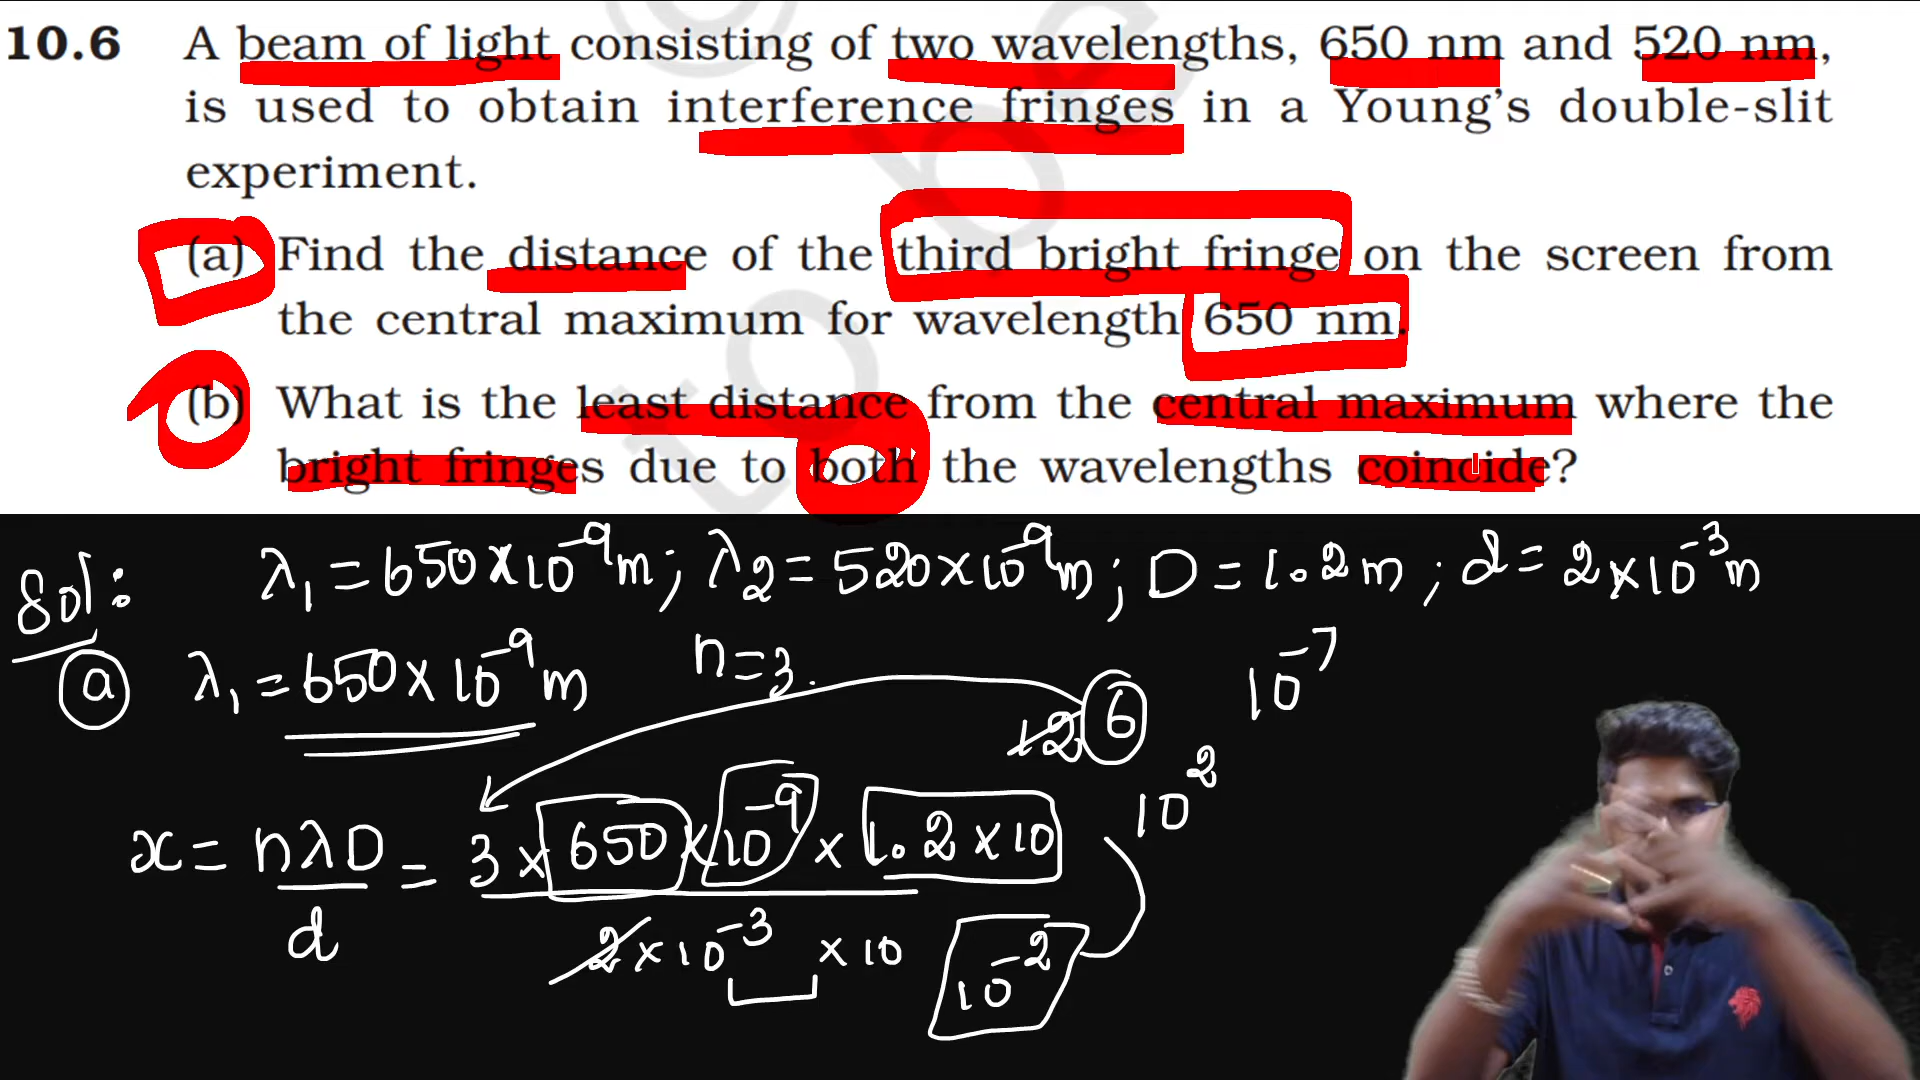 10.6 A beam of light consisting of two wavelengths, 650 nm and 520 nm,
is used to obtain interference fringes in a Young's double-slit
experiment.
(a) Find the distance of the third bright fringe on the screen from
the central maximum for wavelength 650 nm.
(b) What is the least distance from the central maximum where the
bright fringes due to both the wavelengths coincide?
Sol: λ₁ = 650×10⁻⁹m; λ2 = 520×10⁻⁹m; D = 1.2m; d = 2×10⁻³m
(a) λ₁ = 650×10⁻⁹m n=3. 10⁻⁷
12 6
10²
x = nλD/d = 3×650×10⁻⁹×1.2×10 / 2×10⁻³ ×10 10⁻²
to be